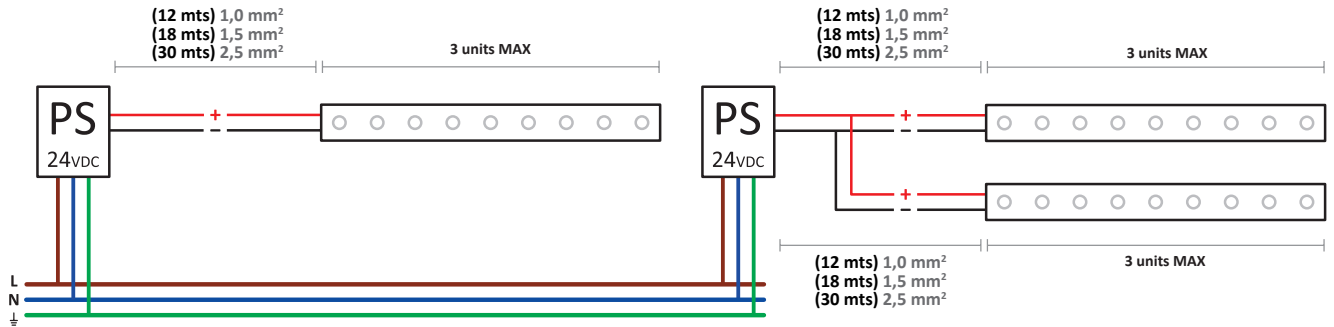 (12 mts) 1,0 mm²
(18 mts) 1,5 mm²
(30 mts) 2,5 mm²
3 units MAX
PS
24VDC
+
−
(12 mts) 1,0 mm²
(18 mts) 1,5 mm²
(30 mts) 2,5 mm²
3 units MAX
PS
24VDC
+
−
+
−
(12 mts) 1,0 mm²
(18 mts) 1,5 mm²
(30 mts) 2,5 mm²
3 units MAX
L
N